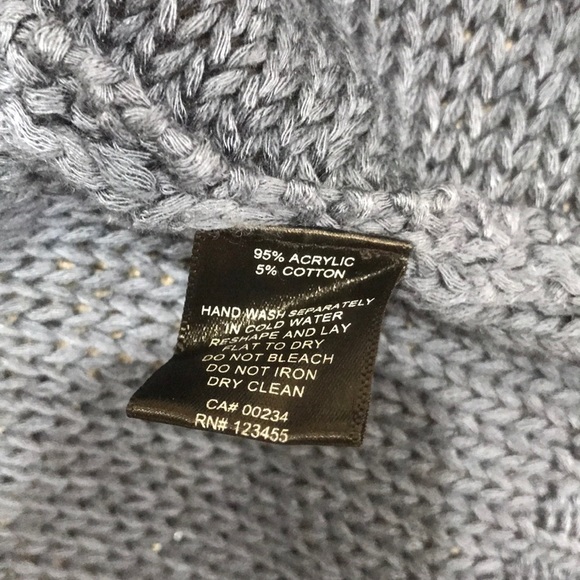 95% ACRYLIC
5% COTTON
HAND WASH SEPARATELY
IN COLD WATER
RESHAPE AND LAY
FLAT TO DRY
DO NOT BLEACH
DO NOT IRON
DRY CLEAN
CA# 00234
RN# 123455